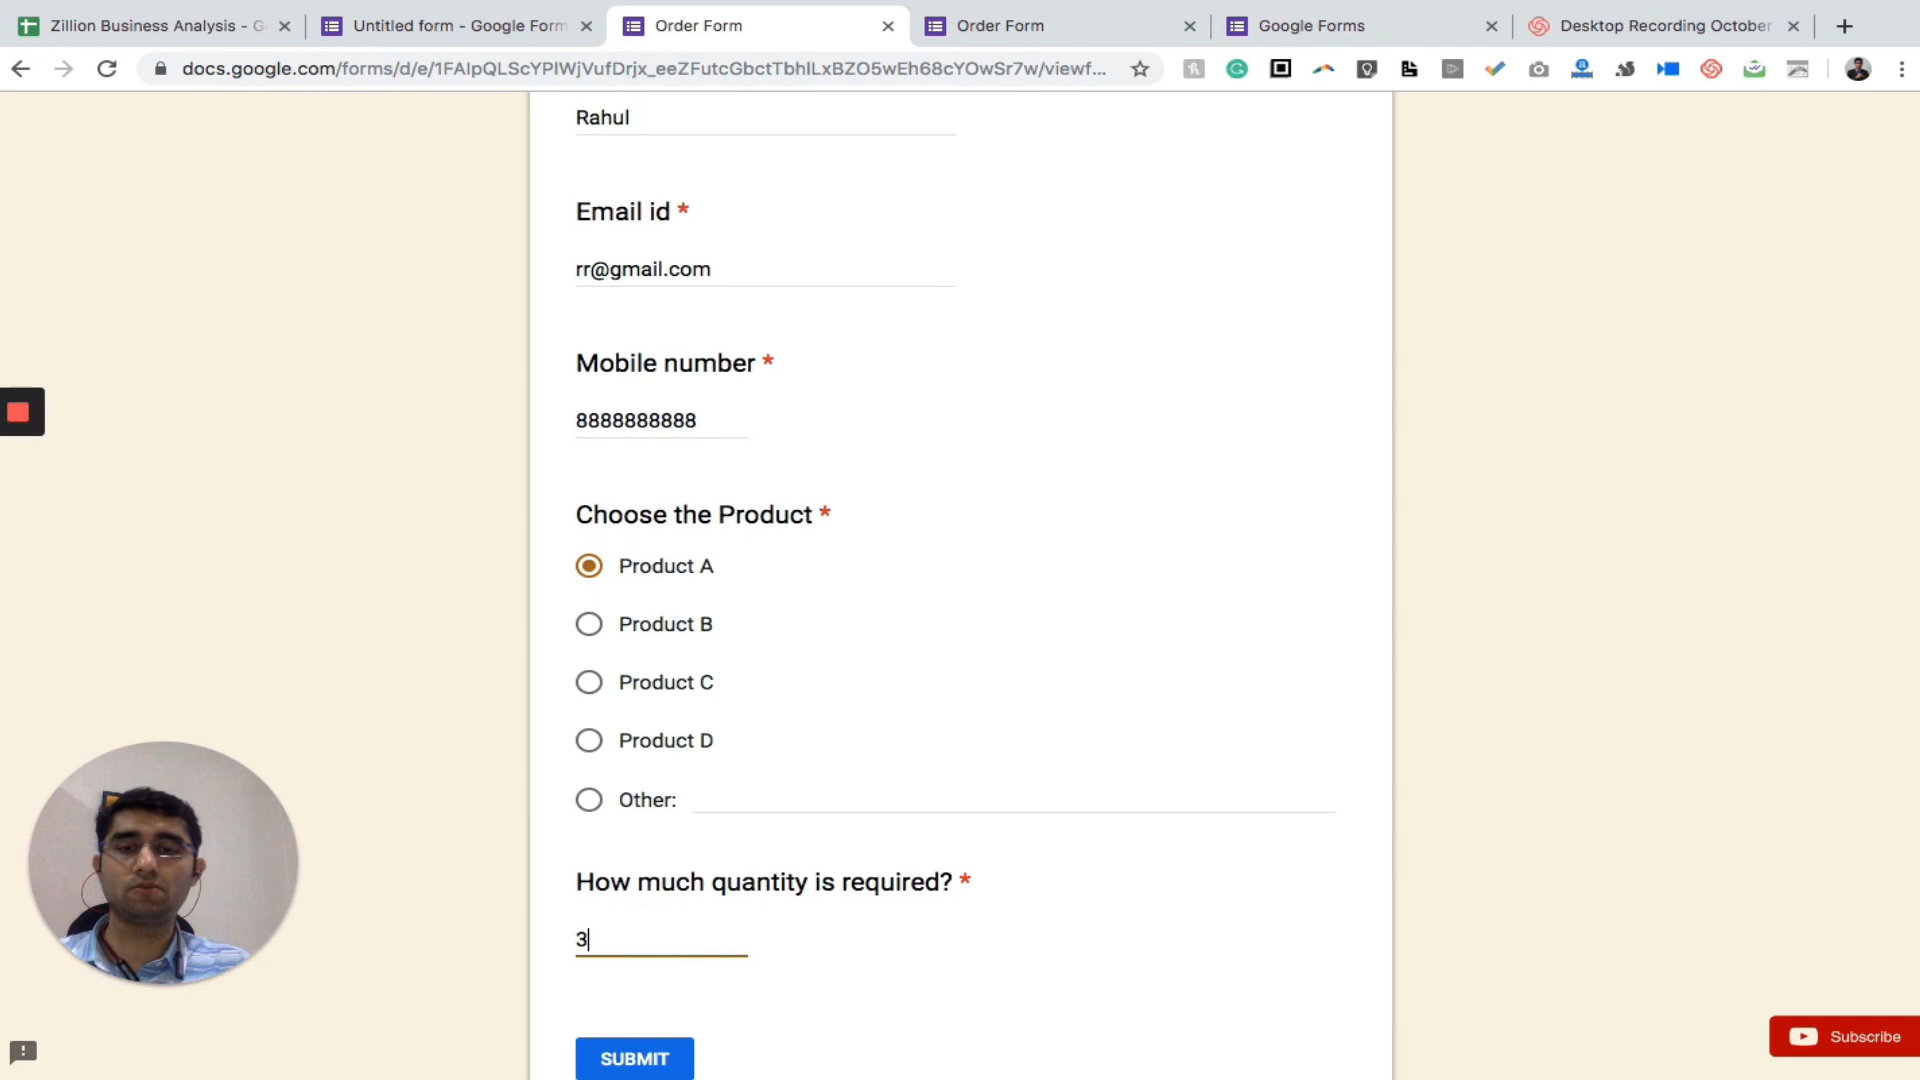 Zillion Business Analysis - G
Untitled form - Google Form
Order Form
Order Form
Google Forms
Desktop Recording October
docs.google.com/forms/d/e/1FAIpQLScYPIWjVufDrjx_eeZFutcGbctTbhILxBZO5wEh68cYOwSr7w/viewf...
Rahul
Email id *
rr@gmail.com
Mobile number *
8888888888
Choose the Product *
Product A
Product B
Product C
Product D
Other:
How much quantity is required? *
3
SUBMIT
Subscribe